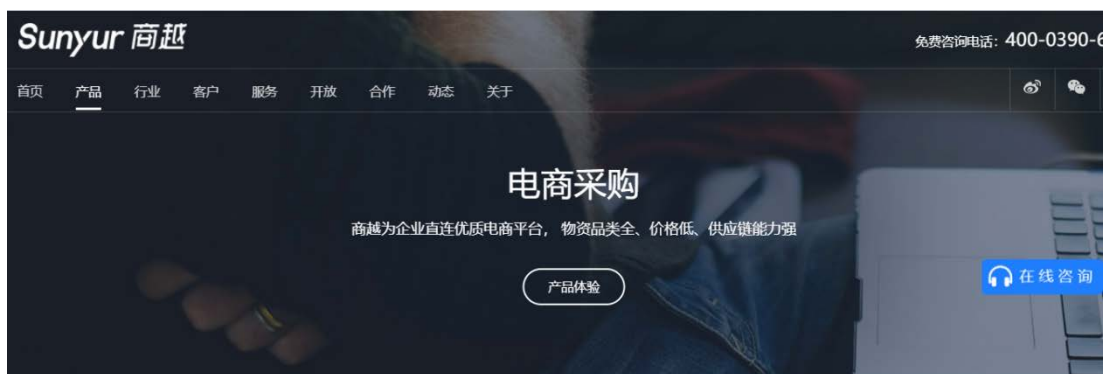 Sunyur 商越
免费咨询电话：400-0390-6
首页 产品 行业 客户 服务 开放 合作 动态 关于
电商采购
商越为企业直连优质电商平台， 物资品类全、价格低、供应链能力强
产品体验
在线咨询